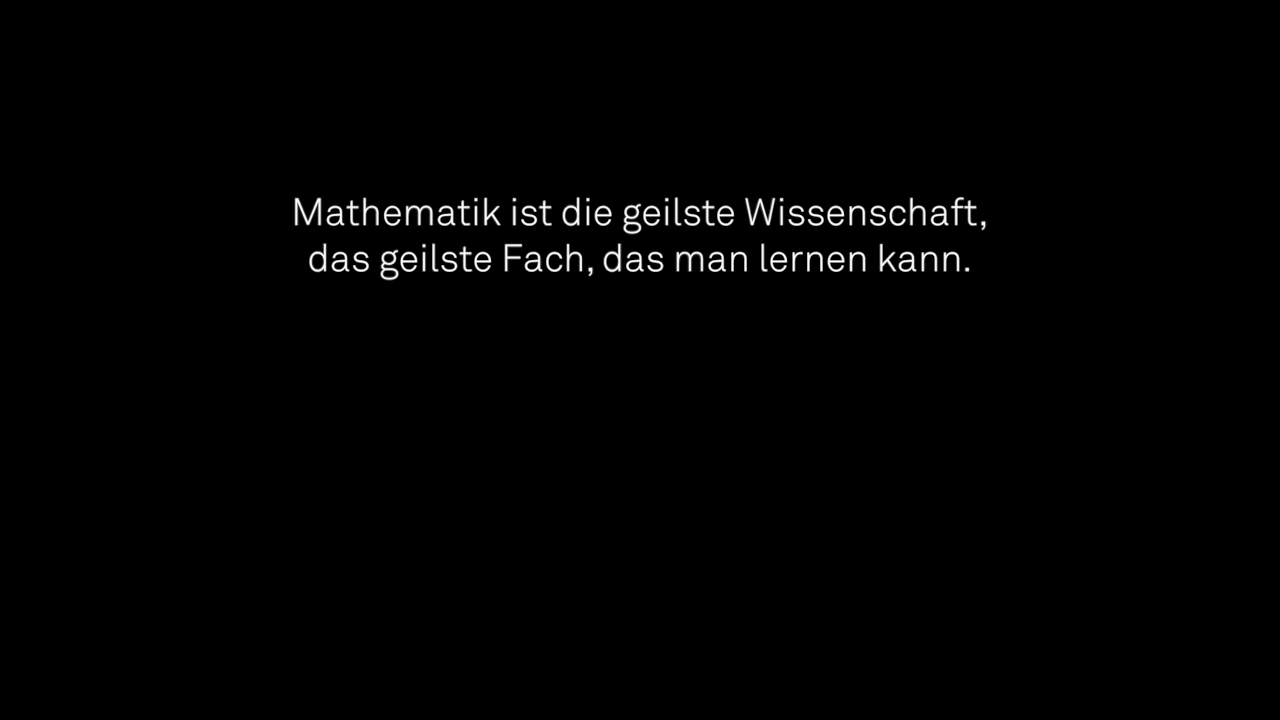 Mathematik ist die geilste Wissenschaft,
das geilste Fach, das man lernen kann.